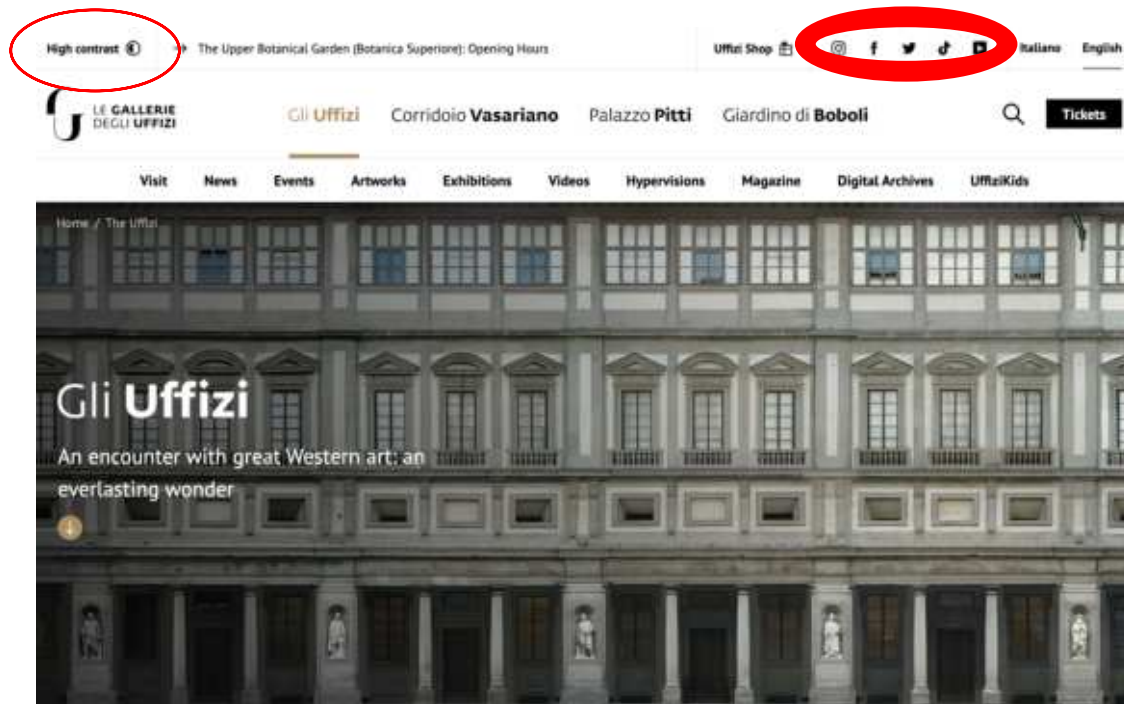 High contrast
The Upper Botanical Garden (Botanica Superiore): Opening Hours
Uffizi Shop
Italiano
English
LE GALLERIE
DEGLI UFFIZI
Gli Uffizi
Corridoio Vasariano
Palazzo Pitti
Giardino di Boboli
Tickets
Visit
News
Events
Artworks
Exhibitions
Videos
Hypervisions
Magazine
Digital Archives
UffiziKids
Home / The Uffizi
Gli Uffizi
An encounter with great Western art: an
everlasting wonder